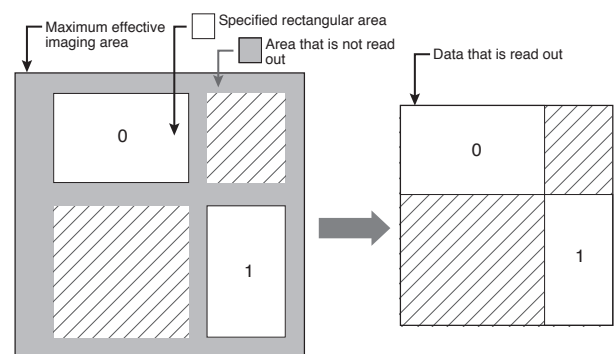 Maximum effective
imaging area
Specified rectangular area
Area that is not read
out
Data that is read out
0
1
0
1